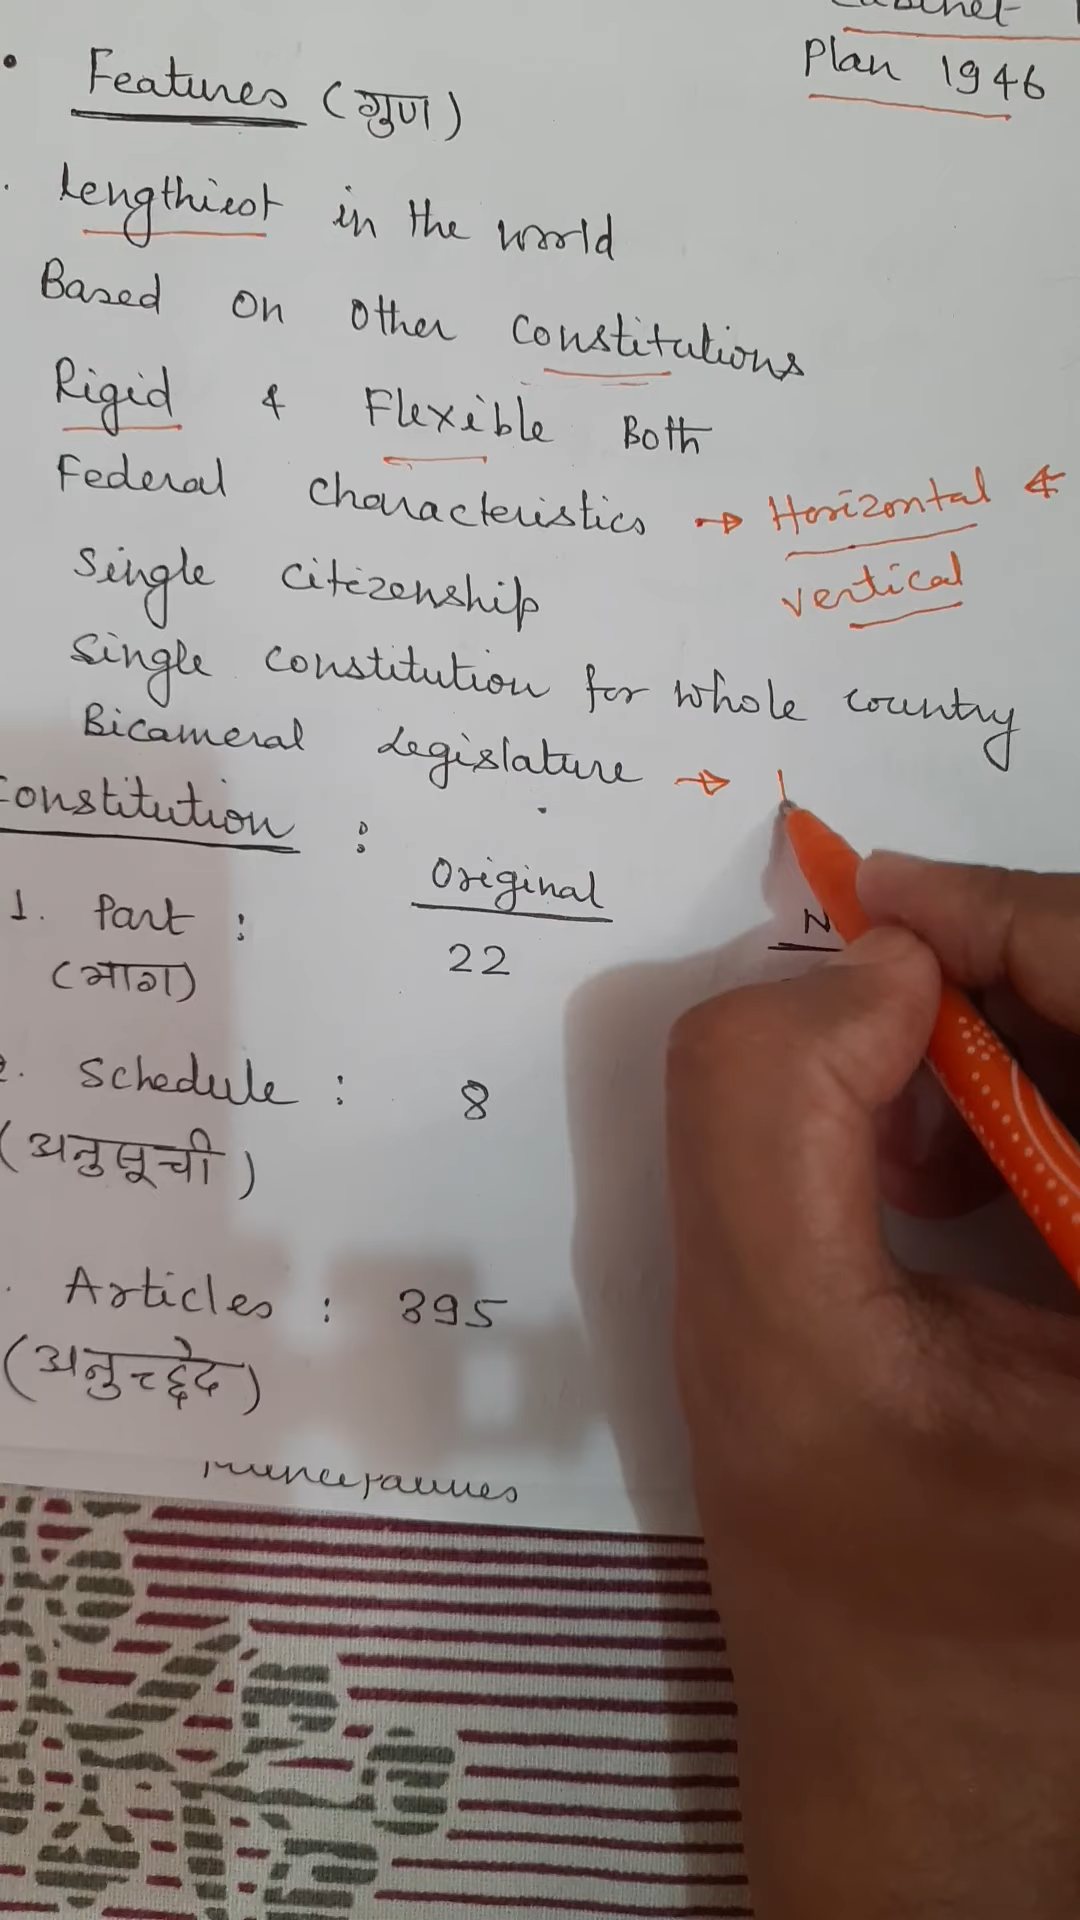 Cabinet
Plan 1946
• Features (गुण)
Lengthiest in the world
Based on other constitutions
Rigid & Flexible Both
Federal characteristics → Horizontal &
vertical
Single citizenship
Single constitution for whole country
Bicameral Legislature →
Constitution :
Original
1. Part : 22
(भाग)
2. Schedule : 8
(अनुसूची)
. Articles : 395
(अनुच्छेद)